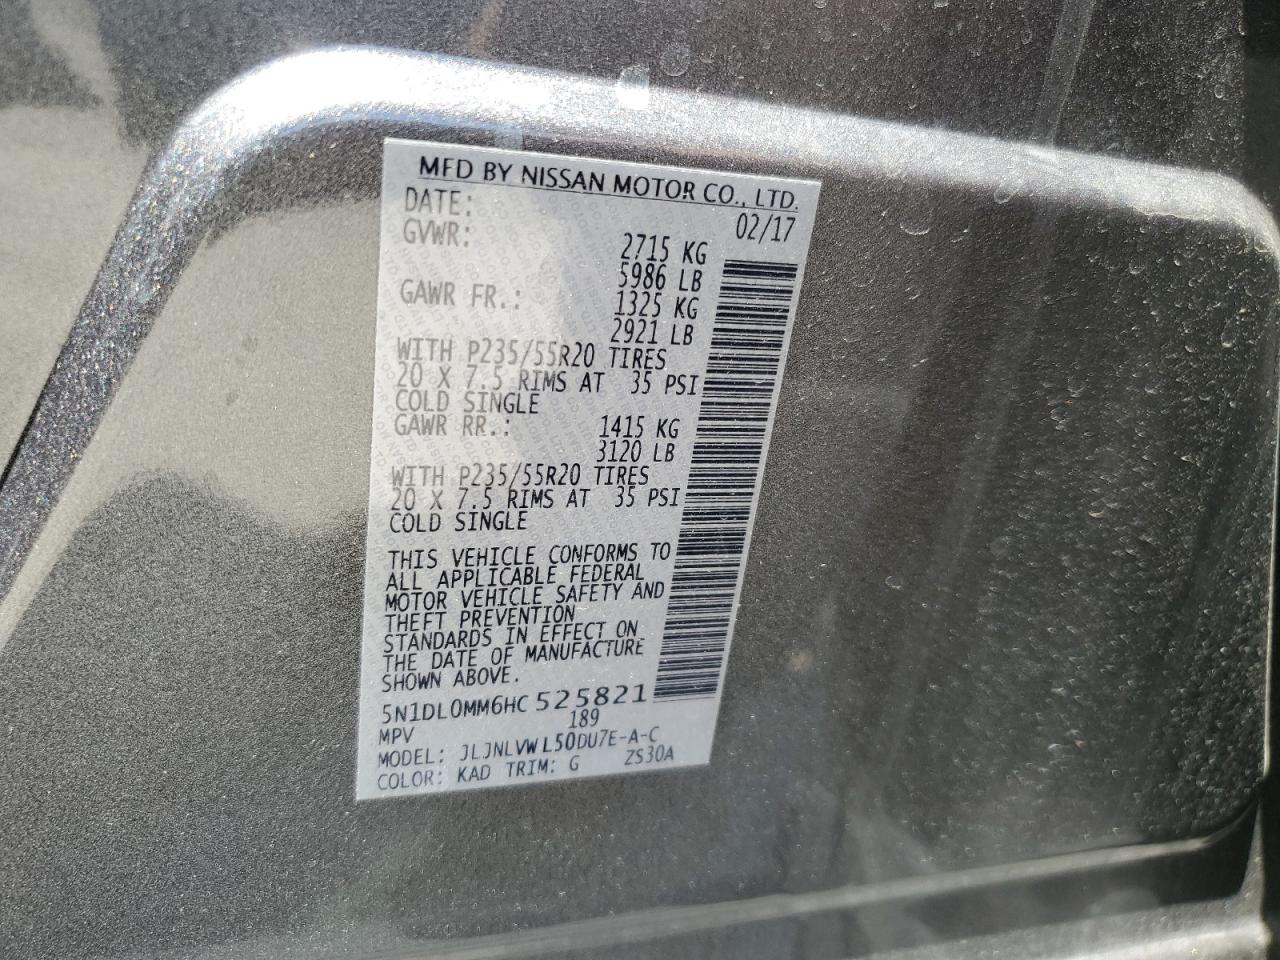 MFD BY NISSAN MOTOR CO., LTD.
DATE: 02/17
GVWR: 2715 KG
5986 LB
GAWR FR.: 1325 KG
2921 LB
WITH P235/55R20 TIRES
20 X 7.5 RIMS AT 35 PSI
COLD SINGLE
GAWR RR.: 1415 KG
3120 LB
WITH P235/55R20 TIRES
20 X 7.5 RIMS AT 35 PSI
COLD SINGLE
THIS VEHICLE CONFORMS TO
ALL APPLICABLE FEDERAL
MOTOR VEHICLE SAFETY AND
THEFT PREVENTION
STANDARDS IN EFFECT ON
THE DATE OF MANUFACTURE
SHOWN ABOVE.
5N1DL0MM6HC 525821
MPV 189
MODEL: JLJNLVWL50DU7E-A-C
COLOR: KAD TRIM: G ZS30A